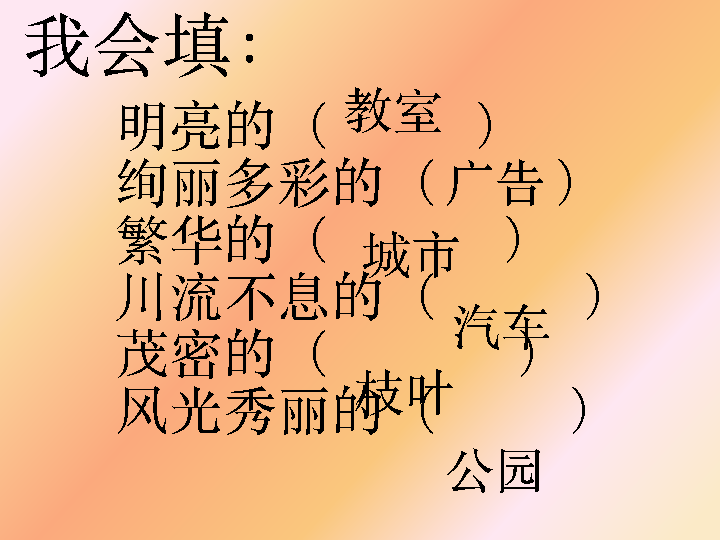 我会填：
明亮的（教室）
绚丽多彩的（广告）
繁华的（城市）
川流不息的（汽车）
茂密的（枝叶）
风光秀丽的（公园）